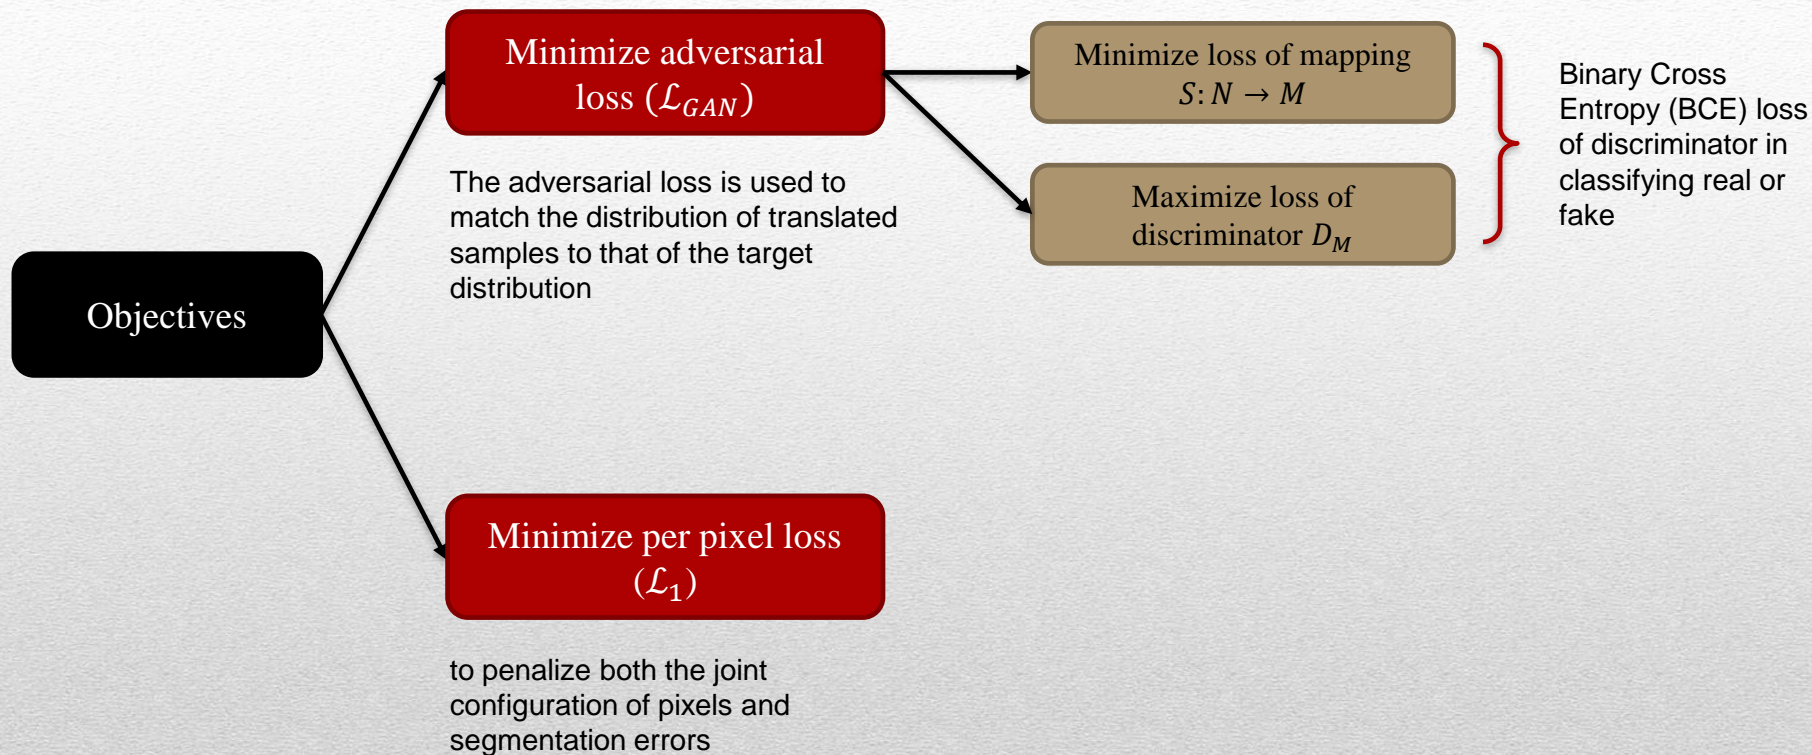 Objectives
Minimize adversarial
loss (ℒ_GAN)
The adversarial loss is used to
match the distribution of translated
samples to that of the target
distribution
Minimize loss of mapping
S: N → M
Maximize loss of
discriminator D_M
Binary Cross
Entropy (BCE) loss
of discriminator in
classifying real or
fake
Minimize per pixel loss
(ℒ₁)
to penalize both the joint
configuration of pixels and
segmentation errors